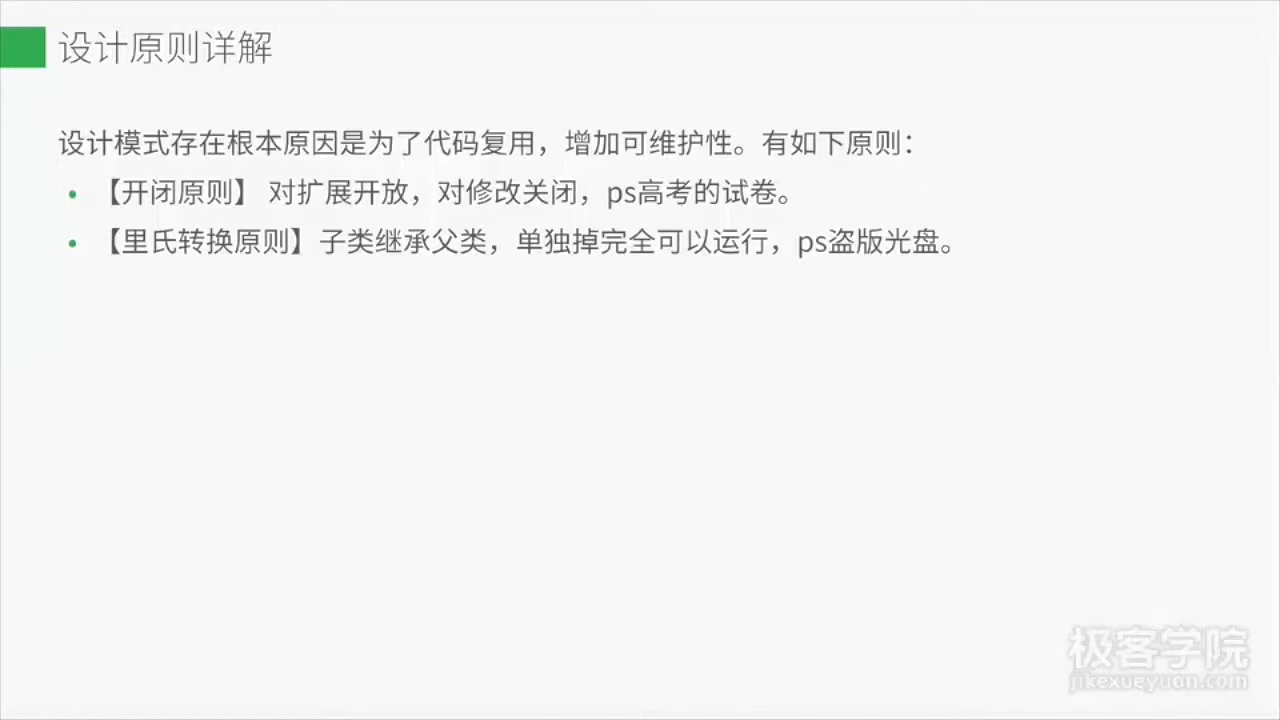 设计原则详解
设计模式存在根本原因是为了代码复用，增加可维护性。有如下原则：
• 【开闭原则】 对扩展开放，对修改关闭，ps高考的试卷。
• 【里氏转换原则】子类继承父类，单独掉完全可以运行，ps盗版光盘。
极客学院
jikexueyuan.com